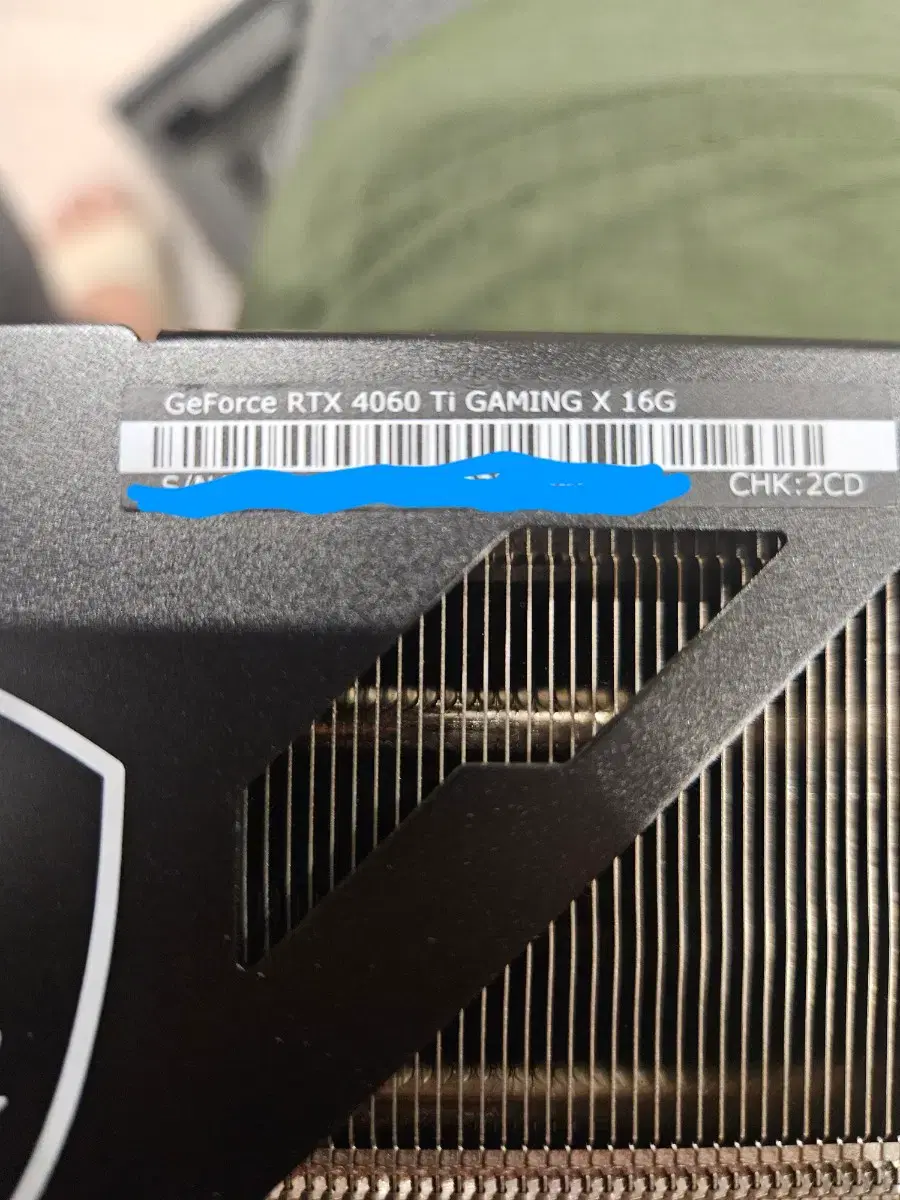 GeForce RTX 4060 Ti GAMING X 16G
CHK:2CD